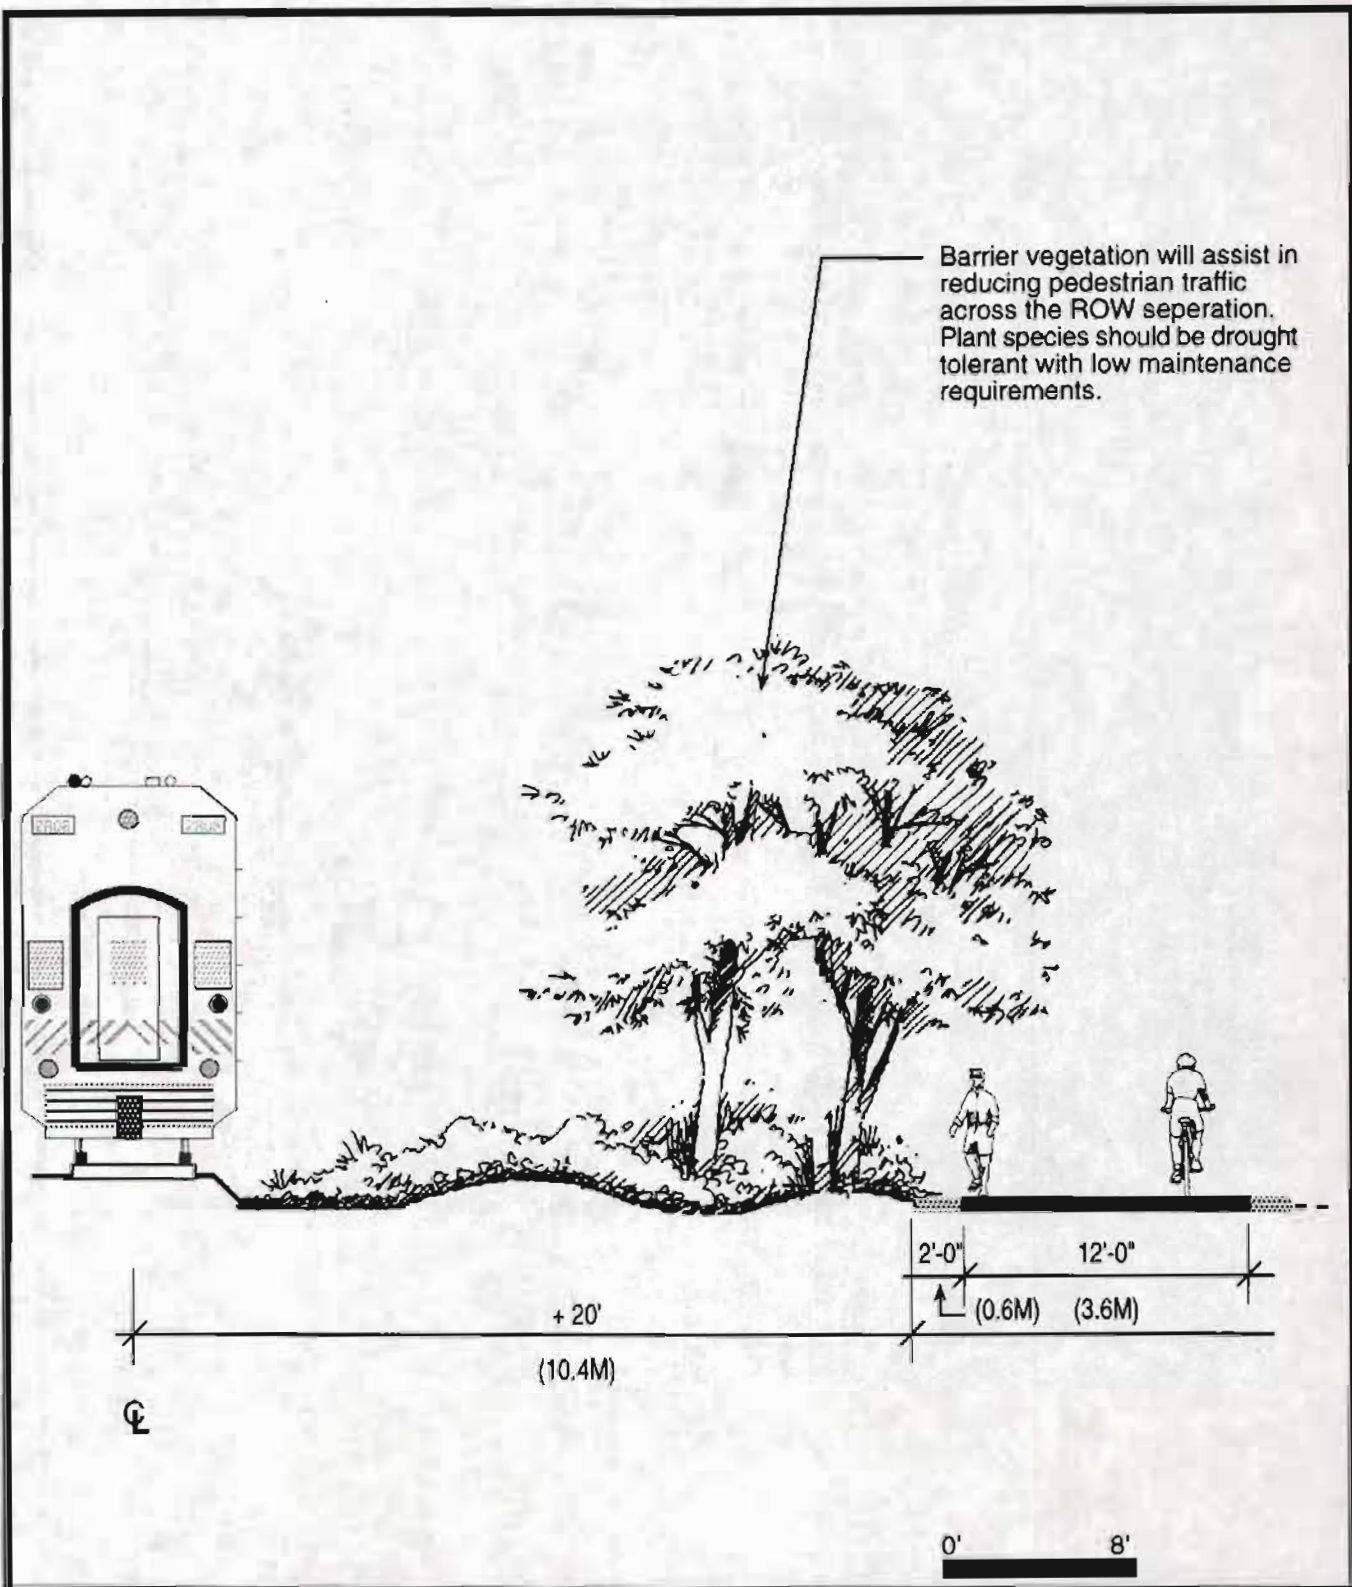 Barrier vegetation will assist in
reducing pedestrian traffic
across the ROW seperation.
Plant species should be drought
tolerant with low maintenance
requirements.
2'-0" 12'-0"
(0.6M) (3.6M)
+ 20'
(10.4M)
℄
0' 8'